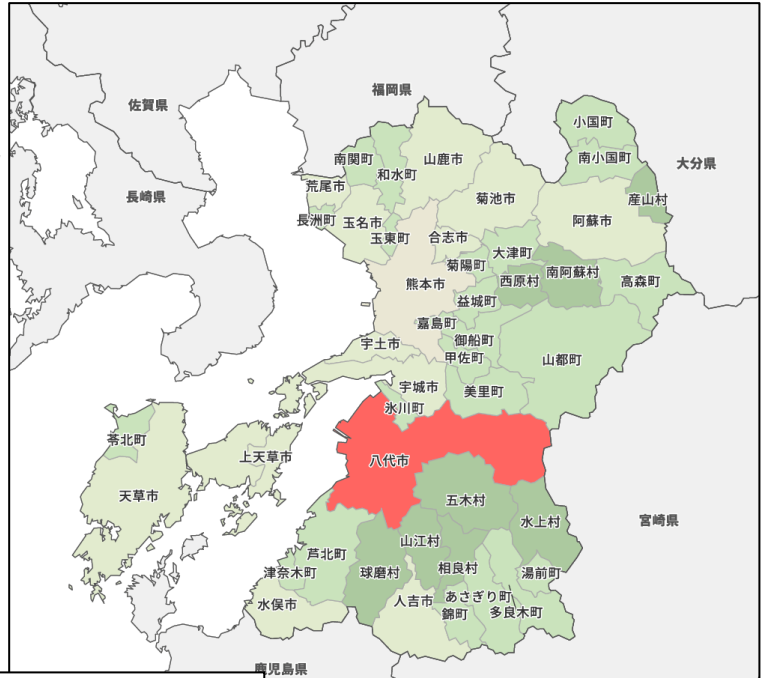 福岡県
佐賀県
小国町
南関町
山鹿市
南小国町
大分県
和水町
荒尾市
長崎県
菊池市
産山村
長洲町
玉名市
阿蘇市
玉東町
合志市
大津町
菊陽町
南阿蘇村
西原村
高森町
熊本市
益城町
嘉島町
宇土市
御船町
甲佐町
山都町
宇城市
美里町
氷川町
苓北町
上天草市
八代市
天草市
五木村
水上村
宮崎県
山江村
芦北町
相良村
津奈木町
球磨村
湯前町
あさぎり町
人吉市
水俣市
錦町
多良木町
鹿児島県